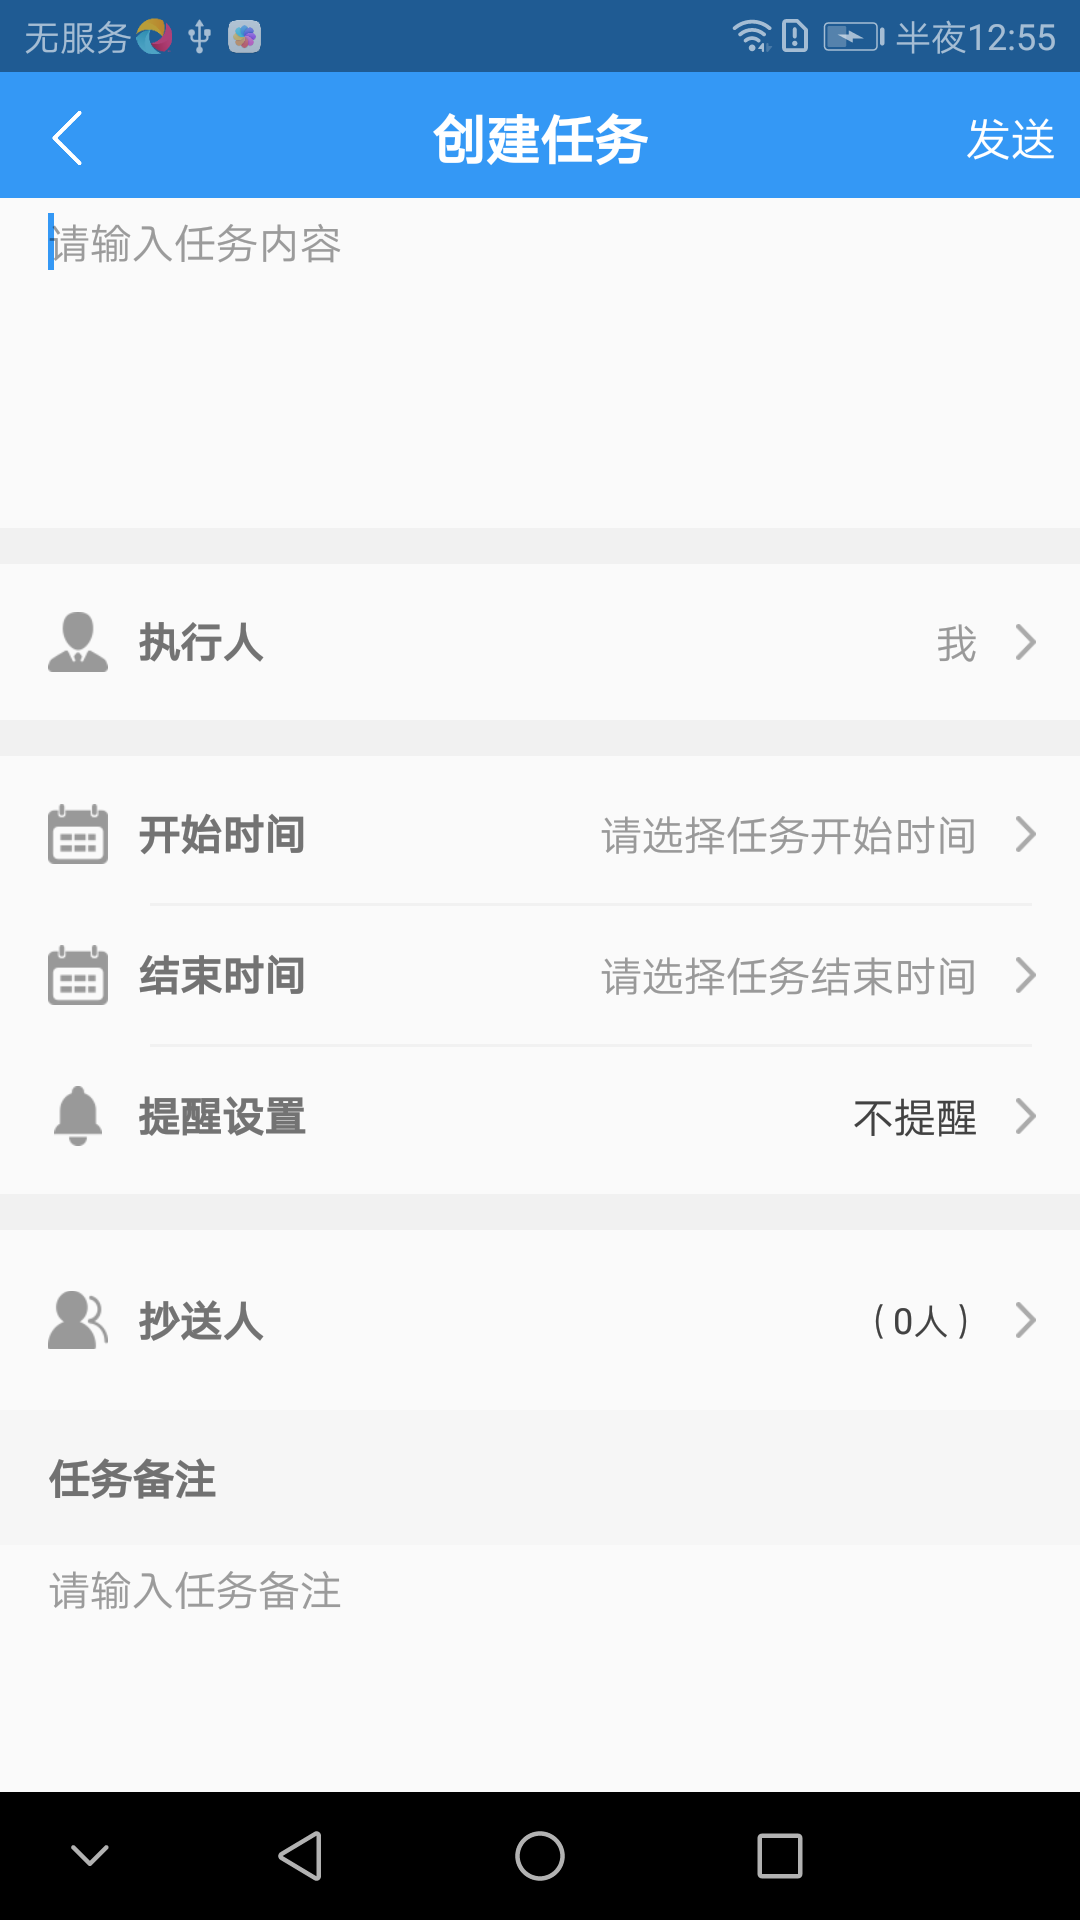 无服务 半夜12:55
创建任务 发送
请输入任务内容
执行人 我
开始时间 请选择任务开始时间
结束时间 请选择任务结束时间
提醒设置 不提醒
抄送人 (0人)
任务备注
请输入任务备注